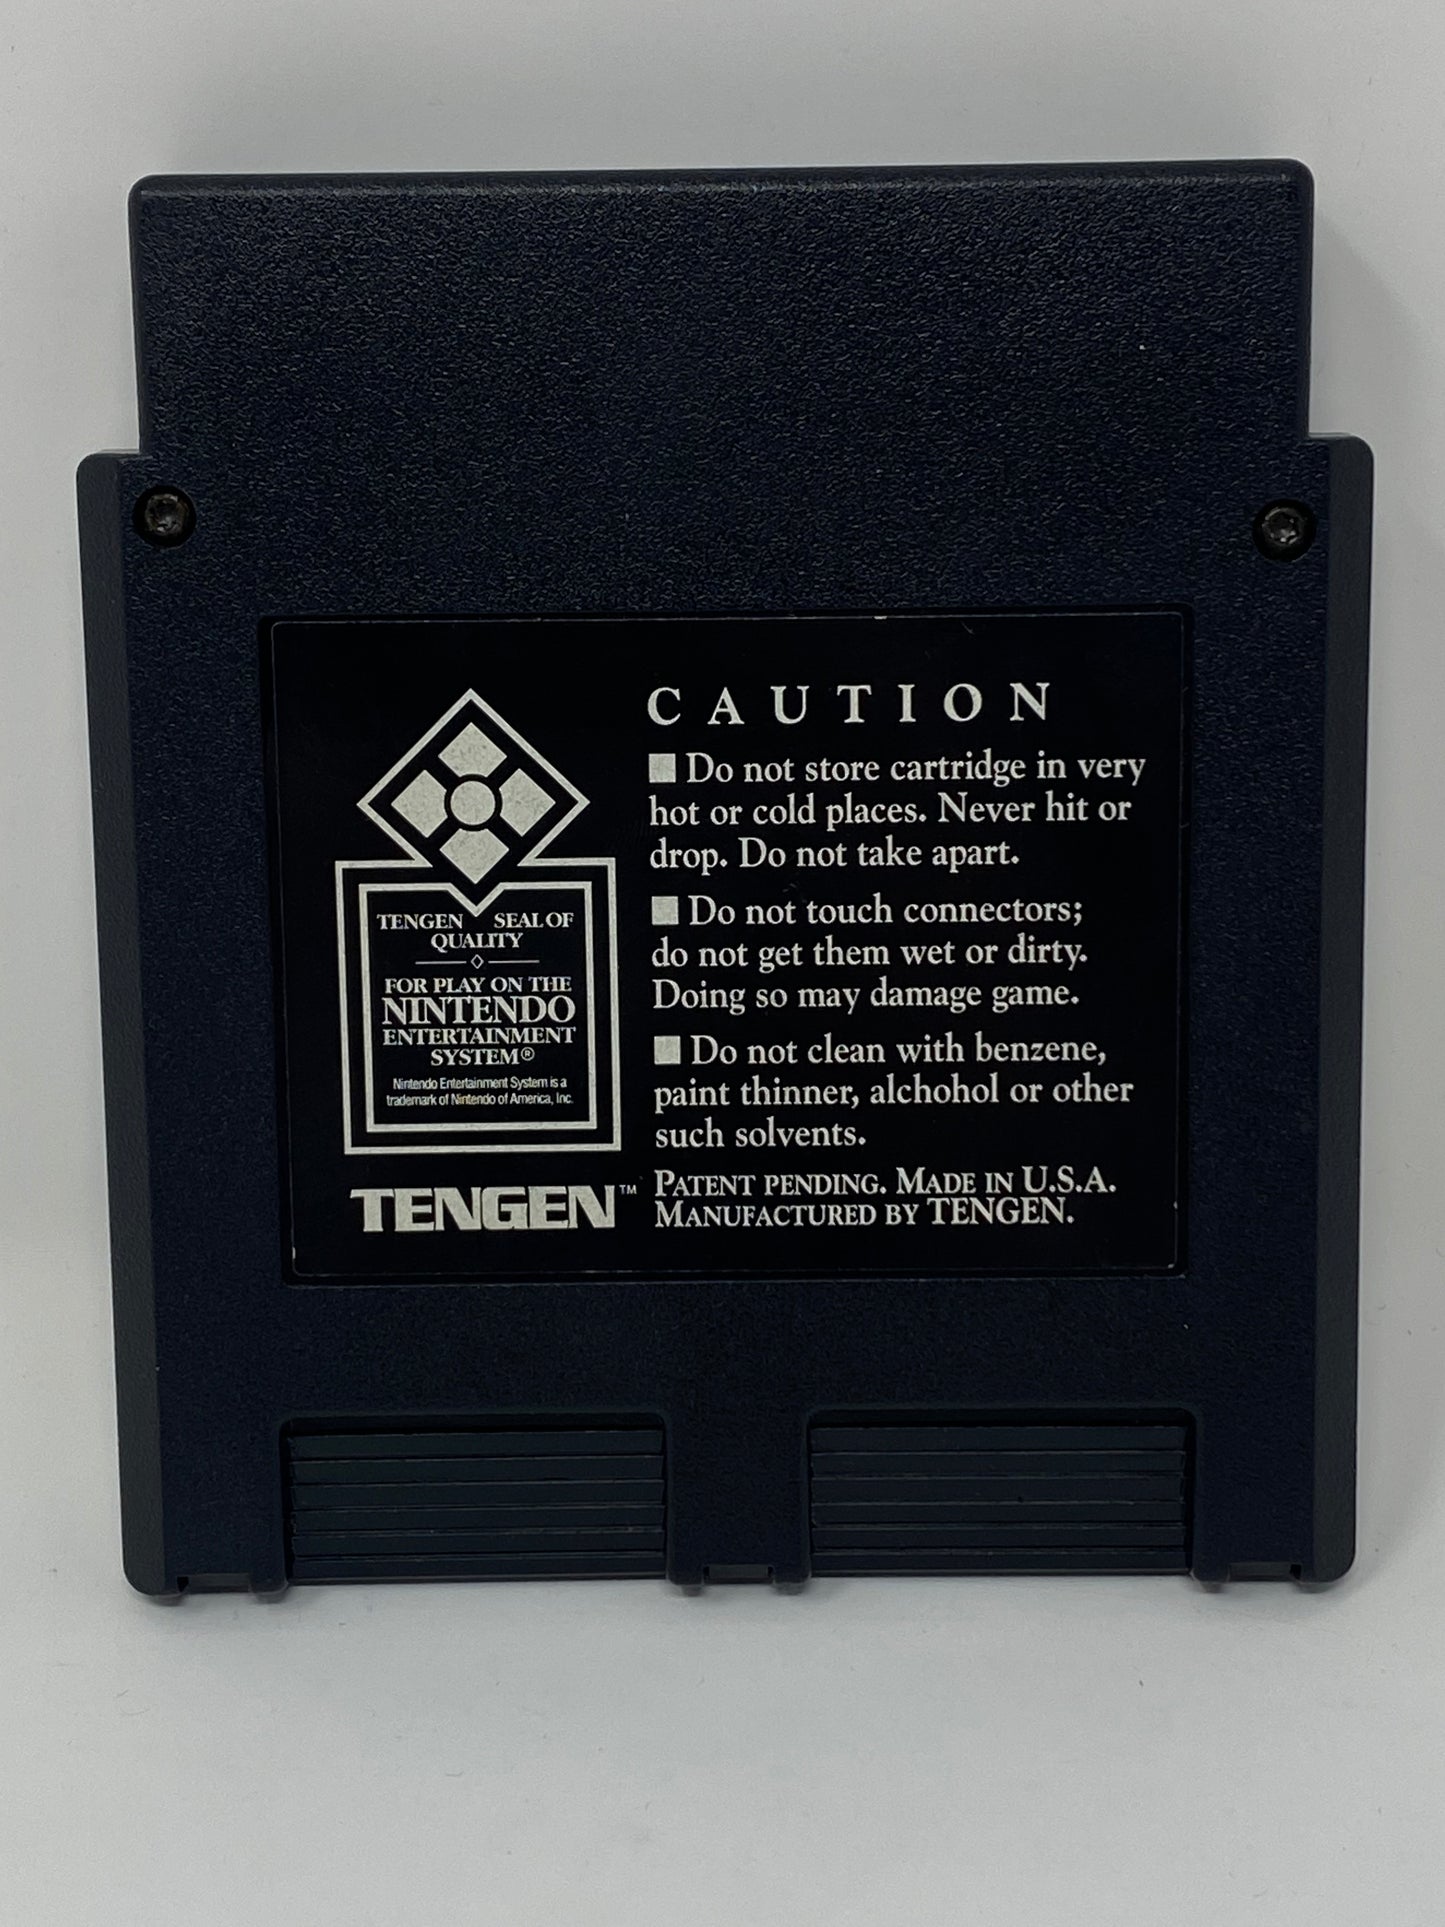 TENGEN SEAL OF
QUALITY
FOR PLAY ON THE
NINTENDO
ENTERTAINMENT
SYSTEM®
Nintendo Entertainment System is a
trademark of Nintendo of America, Inc.
TENGEN™
CAUTION
■ Do not store cartridge in very
hot or cold places. Never hit or
drop. Do not take apart.
■ Do not touch connectors;
do not get them wet or dirty.
Doing so may damage game.
■ Do not clean with benzene,
paint thinner, alchohol or other
such solvents.
PATENT PENDING. MADE IN U.S.A.
MANUFACTURED BY TENGEN.